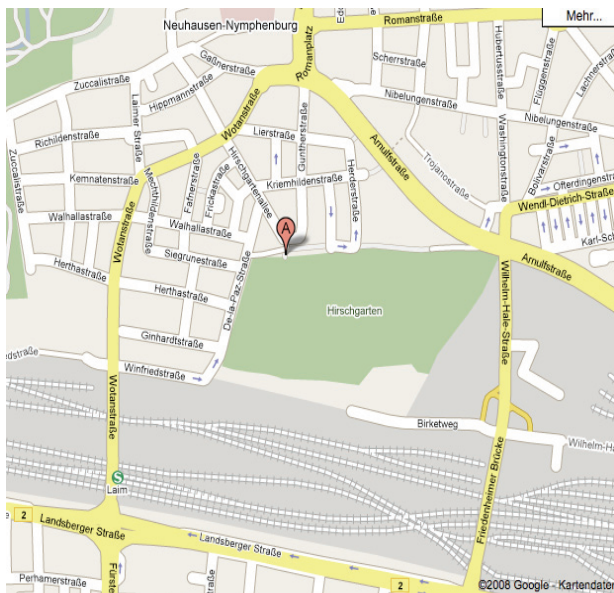 Mehr...
Neuhausen-Nymphenburg
Romanstraße
Romanplatz
Zuccalistraße
Gaßnerstraße
Hippmannstraße
Laimer Straße
Scherrstraße
Hubertusstraße
Flüggenstraße
Lachnerstraße
Nibelungenstraße
Nibelungenstraße
Wotanstraße
Richildenstraße
Lierstraße
Guntherstraße
Arnulfstraße
Washingtonstraße
Bolivarstraße
Zuccalistraße
Kemnatenstraße
Mechthildenstraße
Fafnerstraße
Frickastraße
Hirschgartenallee
Kriemhildenstraße
Herderstraße
Trojanostraße
Offerdingenstraße
Wendl-Dietrich-Straße
Walhallastraße
Walhallastraße
A
Wotanstraße
Siegrunestraße
Herthastraße
Herthastraße
De-la-Paz-Straße
Wilhelm-Hale-Straße
Arnulfstraße
Hirschgarten
Ginhardtstraße
Winfriedstraße
Wotanstraße
Birketweg
Friedenheimer Brücke
S
Laim
2
Landsberger Straße
Landsberger Straße
Perhamerstraße
2
©2008 Google - Kartendaten